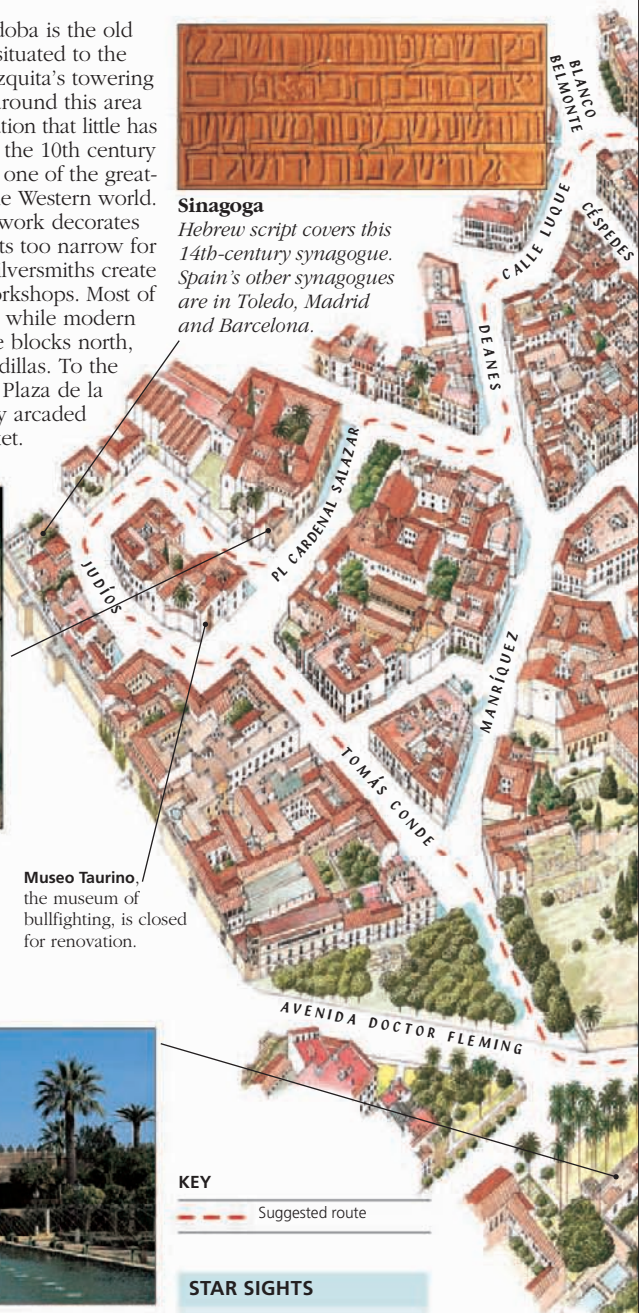 doba is the old
situated to the
zquita's towering
around this area
tion that little has
the 10th century
one of the great-
e Western world.
work decorates
ts too narrow for
lversmiths create
orkshops. Most of
while modern
e blocks north,
dillas. To the
Plaza de la
y arcaded
et.
Sinagoga
Hebrew script covers this
14th-century synagogue.
Spain's other synagogues
are in Toledo, Madrid
and Barcelona.
BLANCO
BELMONTE
CALLE LUQUE
CÉSPEDES
DEANES
PL CARDENAL SALAZAR
JUDÍOS
MANRÍQUEZ
TOMÁS CONDE
Museo Taurino,
the museum of
bullfighting, is closed
for renovation.
AVENIDA DOCTOR FLEMING
KEY
Suggested route
STAR SIGHTS